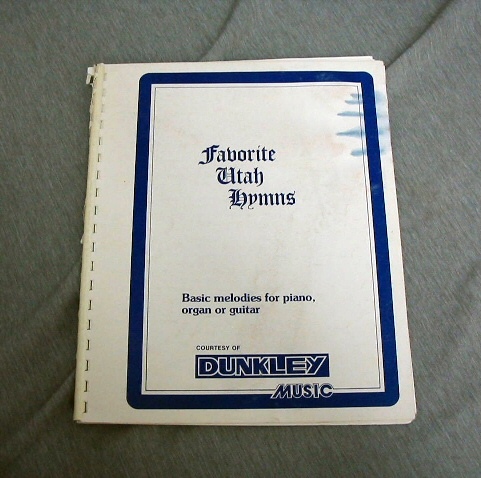 Favorite
Utah
Hymns
Basic melodies for piano,
organ or guitar
COURTESY OF
DUNKLEY
MUSIC